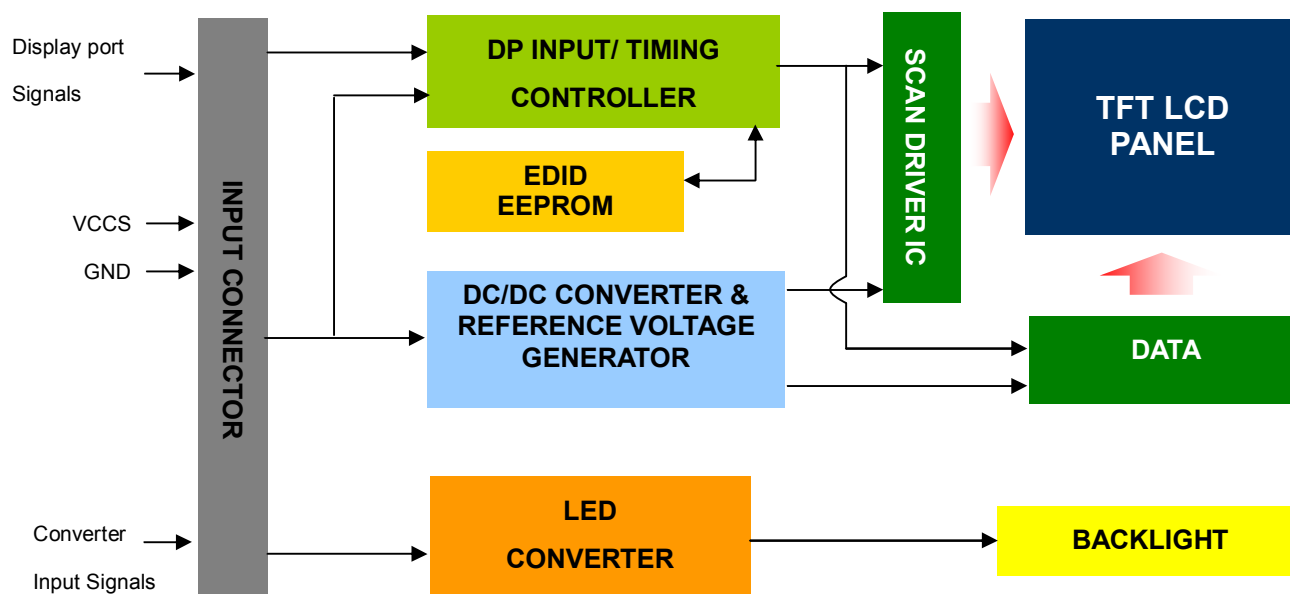 Display port
Signals
VCCS
GND
Converter
Input Signals
INPUT CONNECTOR
DP INPUT/ TIMING
CONTROLLER
EDID
EEPROM
DC/DC CONVERTER &
REFERENCE VOLTAGE
GENERATOR
LED
CONVERTER
SCAN DRIVER IC
TFT LCD
PANEL
DATA
BACKLIGHT